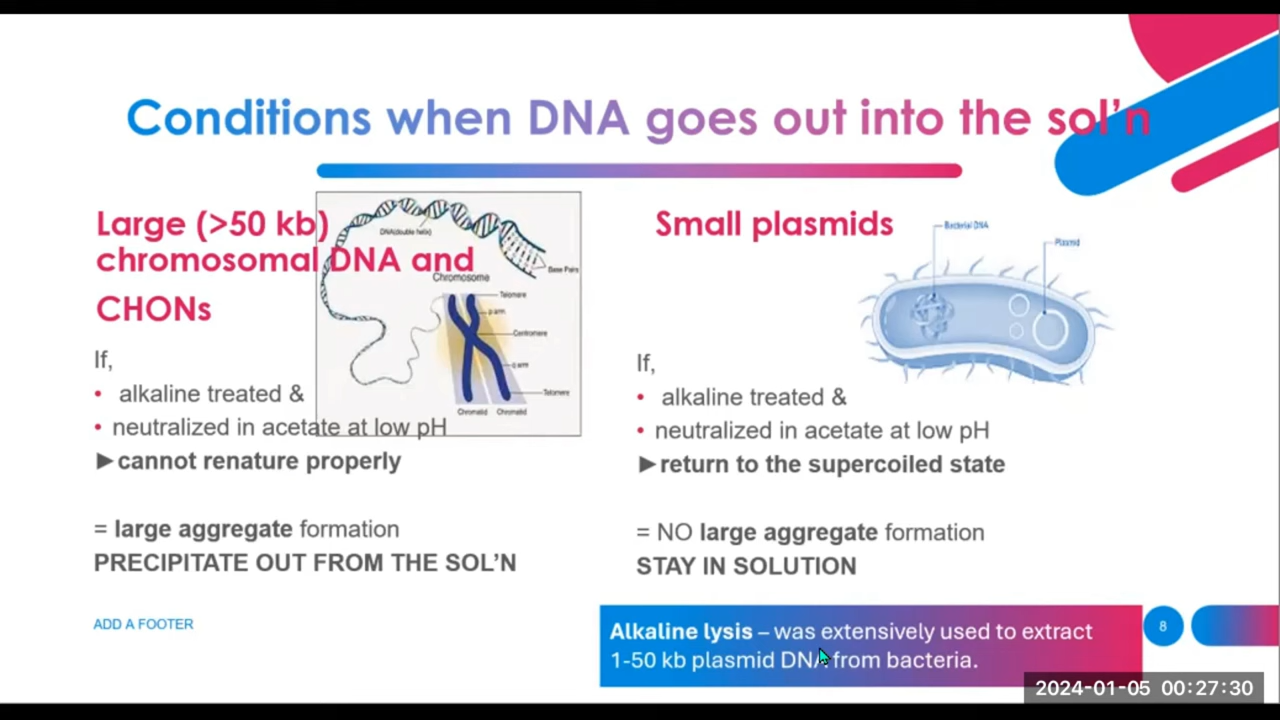 Conditions when DNA goes out into the sol’n
Large (>50 kb)
chromosomal DNA and
CHONs
DNA(double helix)
Base Pairs
Chromosome
Telomere
p arm
Centromere
q arm
Telomere
Chromatid Chromatid
If,
• alkaline treated &
• neutralized in acetate at low pH
►cannot renature properly
= large aggregate formation
PRECIPITATE OUT FROM THE SOL’N
Small plasmids
Bacterial DNA
Plasmid
If,
• alkaline treated &
• neutralized in acetate at low pH
►return to the supercoiled state
= NO large aggregate formation
STAY IN SOLUTION
ADD A FOOTER
Alkaline lysis – was extensively used to extract
1-50 kb plasmid DNA from bacteria.
8
2024-01-05 00:27:30